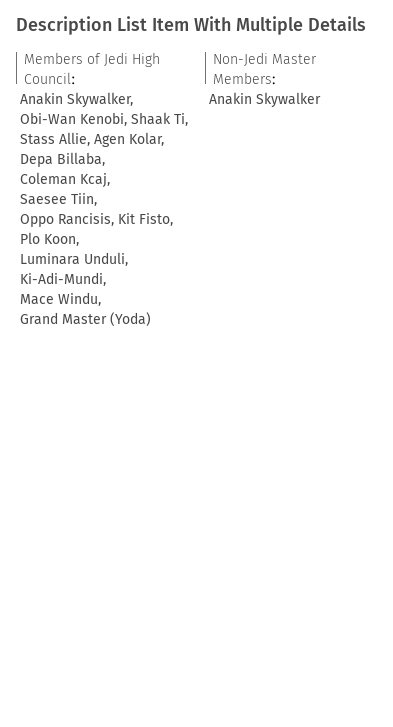 Description List Item With Multiple Details
Members of Jedi High
Council:
Anakin Skywalker,
Obi-Wan Kenobi, Shaak Ti,
Stass Allie, Agen Kolar,
Depa Billaba,
Coleman Kcaj,
Saesee Tiin,
Oppo Rancisis, Kit Fisto,
Plo Koon,
Luminara Unduli,
Ki-Adi-Mundi,
Mace Windu,
Grand Master (Yoda)
Non-Jedi Master
Members:
Anakin Skywalker